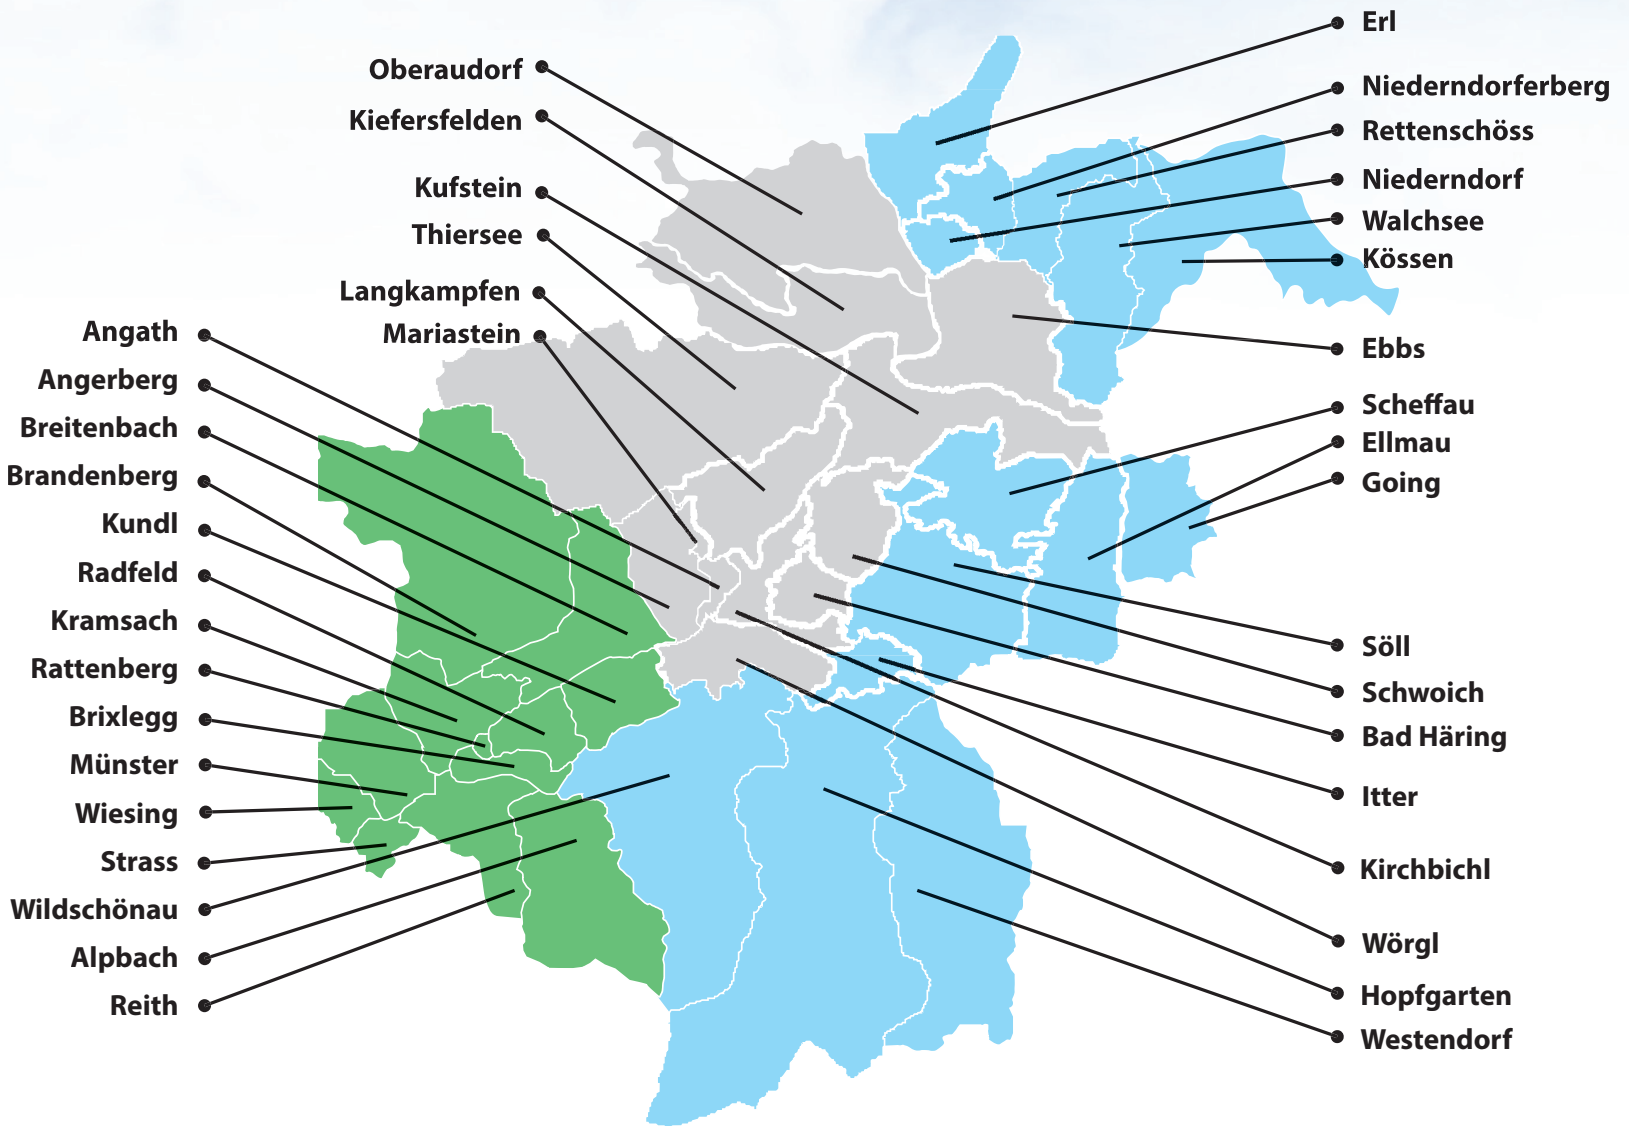 Oberaudorf
Kiefersfelden
Kufstein
Thiersee
Langkampfen
Mariastein
Angath
Angerberg
Breitenbach
Brandenberg
Kundl
Radfeld
Kramsach
Rattenberg
Brixlegg
Münster
Wiesing
Strass
Wildschönau
Alpbach
Reith
Erl
Niederndorferberg
Rettenschöss
Niederndorf
Walchsee
Kössen
Ebbs
Scheffau
Ellmau
Going
Söll
Schwoich
Bad Häring
Itter
Kirchbichl
Wörgl
Hopfgarten
Westendorf